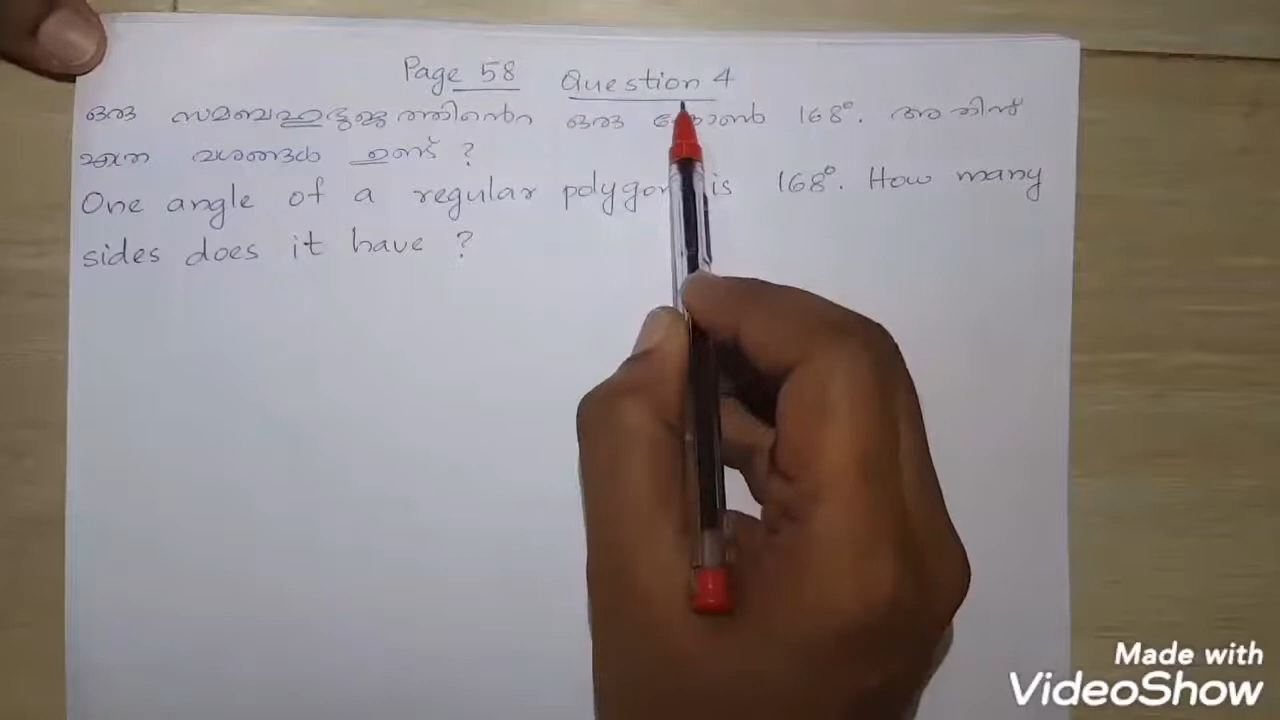 Page 58 Question 4
ഒരു സമബഹുഭുജത്തിന്റെ ഒരു കോൺ 168°. അതിന്
എത്ര വശങ്ങൾ ഉണ്ട് ?
One angle of a regular polygon is 168°. How many
sides does it have ?
Made with
VideoShow